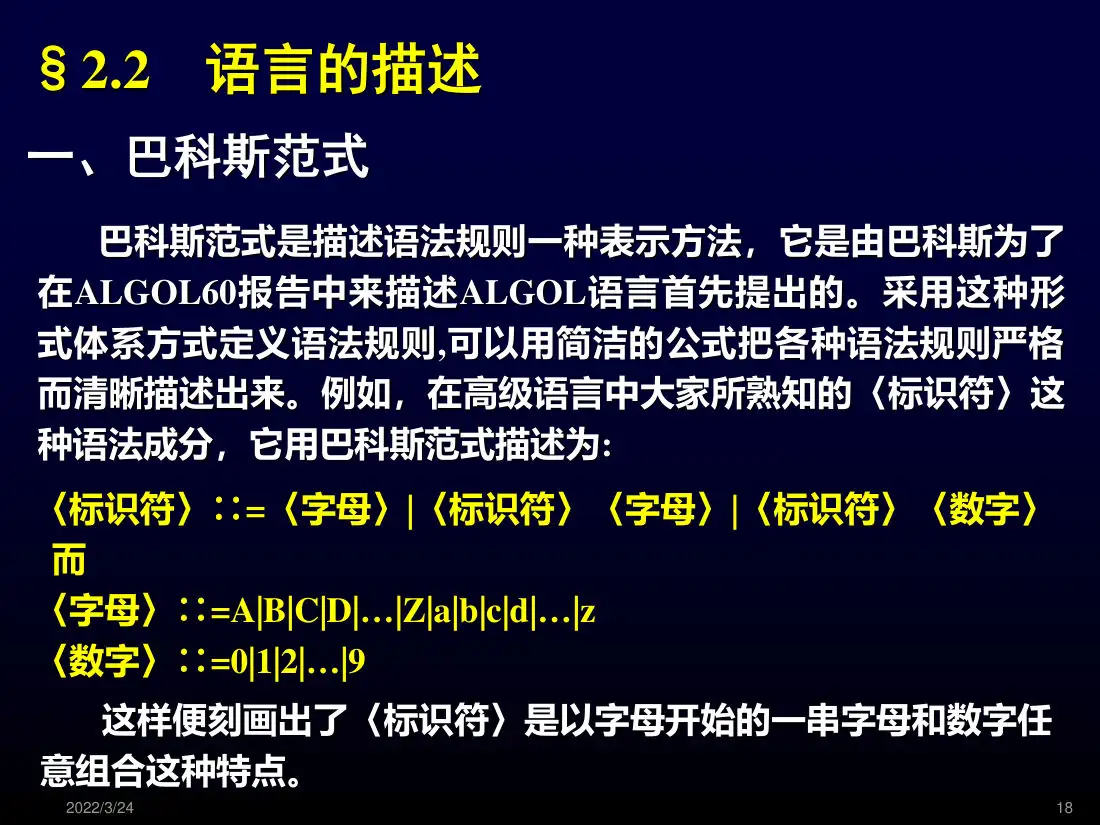 §2.2 语言的描述
一、巴科斯范式
巴科斯范式是描述语法规则一种表示方法，它是由巴科斯为了
在ALGOL60报告中来描述ALGOL语言首先提出的。采用这种形
式体系方式定义语法规则,可以用简洁的公式把各种语法规则严格
而清晰描述出来。例如，在高级语言中大家所熟知的〈标识符〉这
种语法成分，它用巴科斯范式描述为:
〈标识符〉∷=〈字母〉|〈标识符〉〈字母〉|〈标识符〉〈数字〉
而
〈字母〉∷=A|B|C|D|…|Z|a|b|c|d|…|z
〈数字〉∷=0|1|2|…|9
这样便刻画出了〈标识符〉是以字母开始的一串字母和数字任
意组合这种特点。
2022/3/24
18